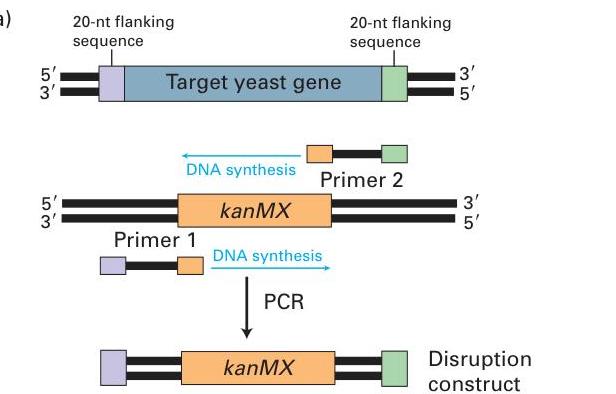 a)
20-nt flanking
sequence
20-nt flanking
sequence
5′ Target yeast gene 3′
3′ 5′
DNA synthesis
Primer 2
5′ kanMX 3′
3′ 5′
Primer 1
DNA synthesis
PCR
kanMX
Disruption
construct